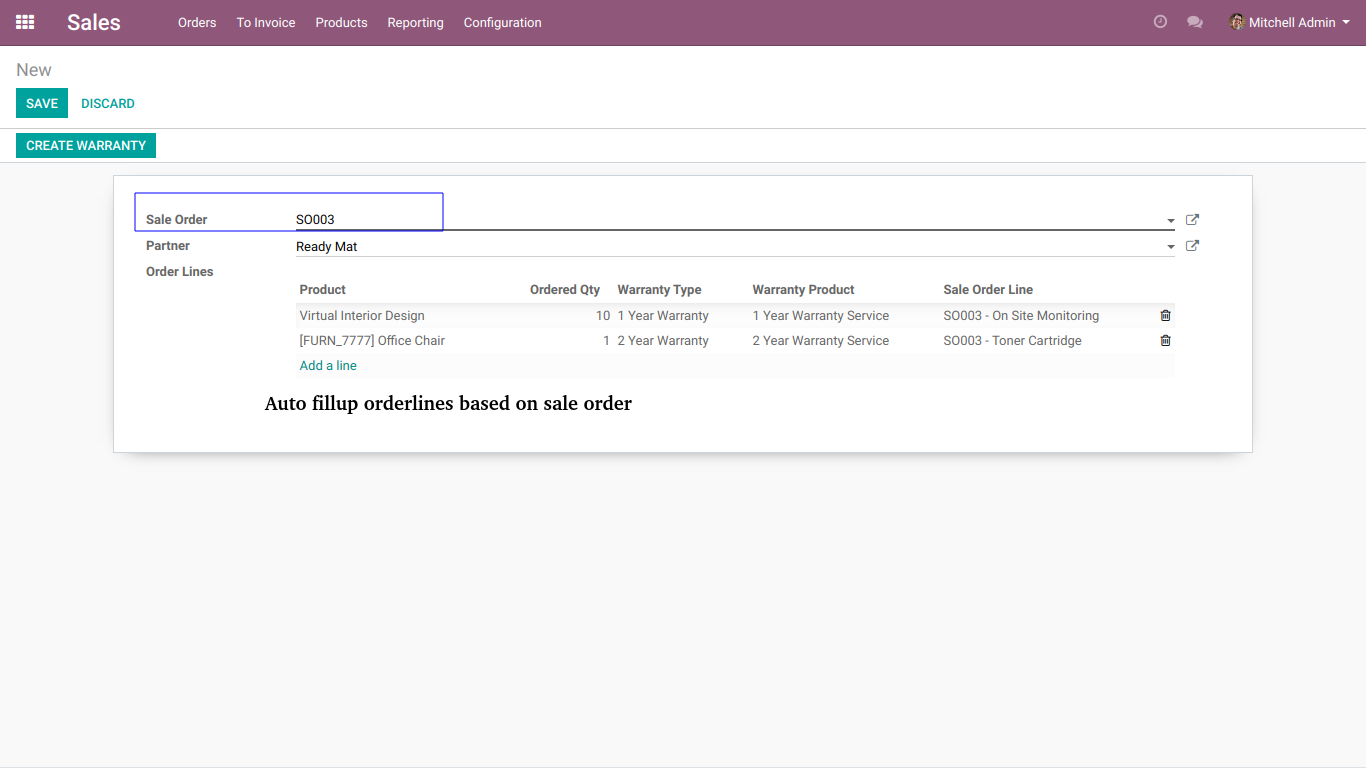 Sales Orders To Invoice Products Reporting Configuration Mitchell Admin
New
SAVE DISCARD
CREATE WARRANTY
Sale Order SO003
Partner Ready Mat
Order Lines
Product Ordered Qty Warranty Type Warranty Product Sale Order Line
Virtual Interior Design 10 1 Year Warranty 1 Year Warranty Service SO003 - On Site Monitoring
[FURN_7777] Office Chair 1 2 Year Warranty 2 Year Warranty Service SO003 - Toner Cartridge
Add a line
Auto fillup orderlines based on sale order